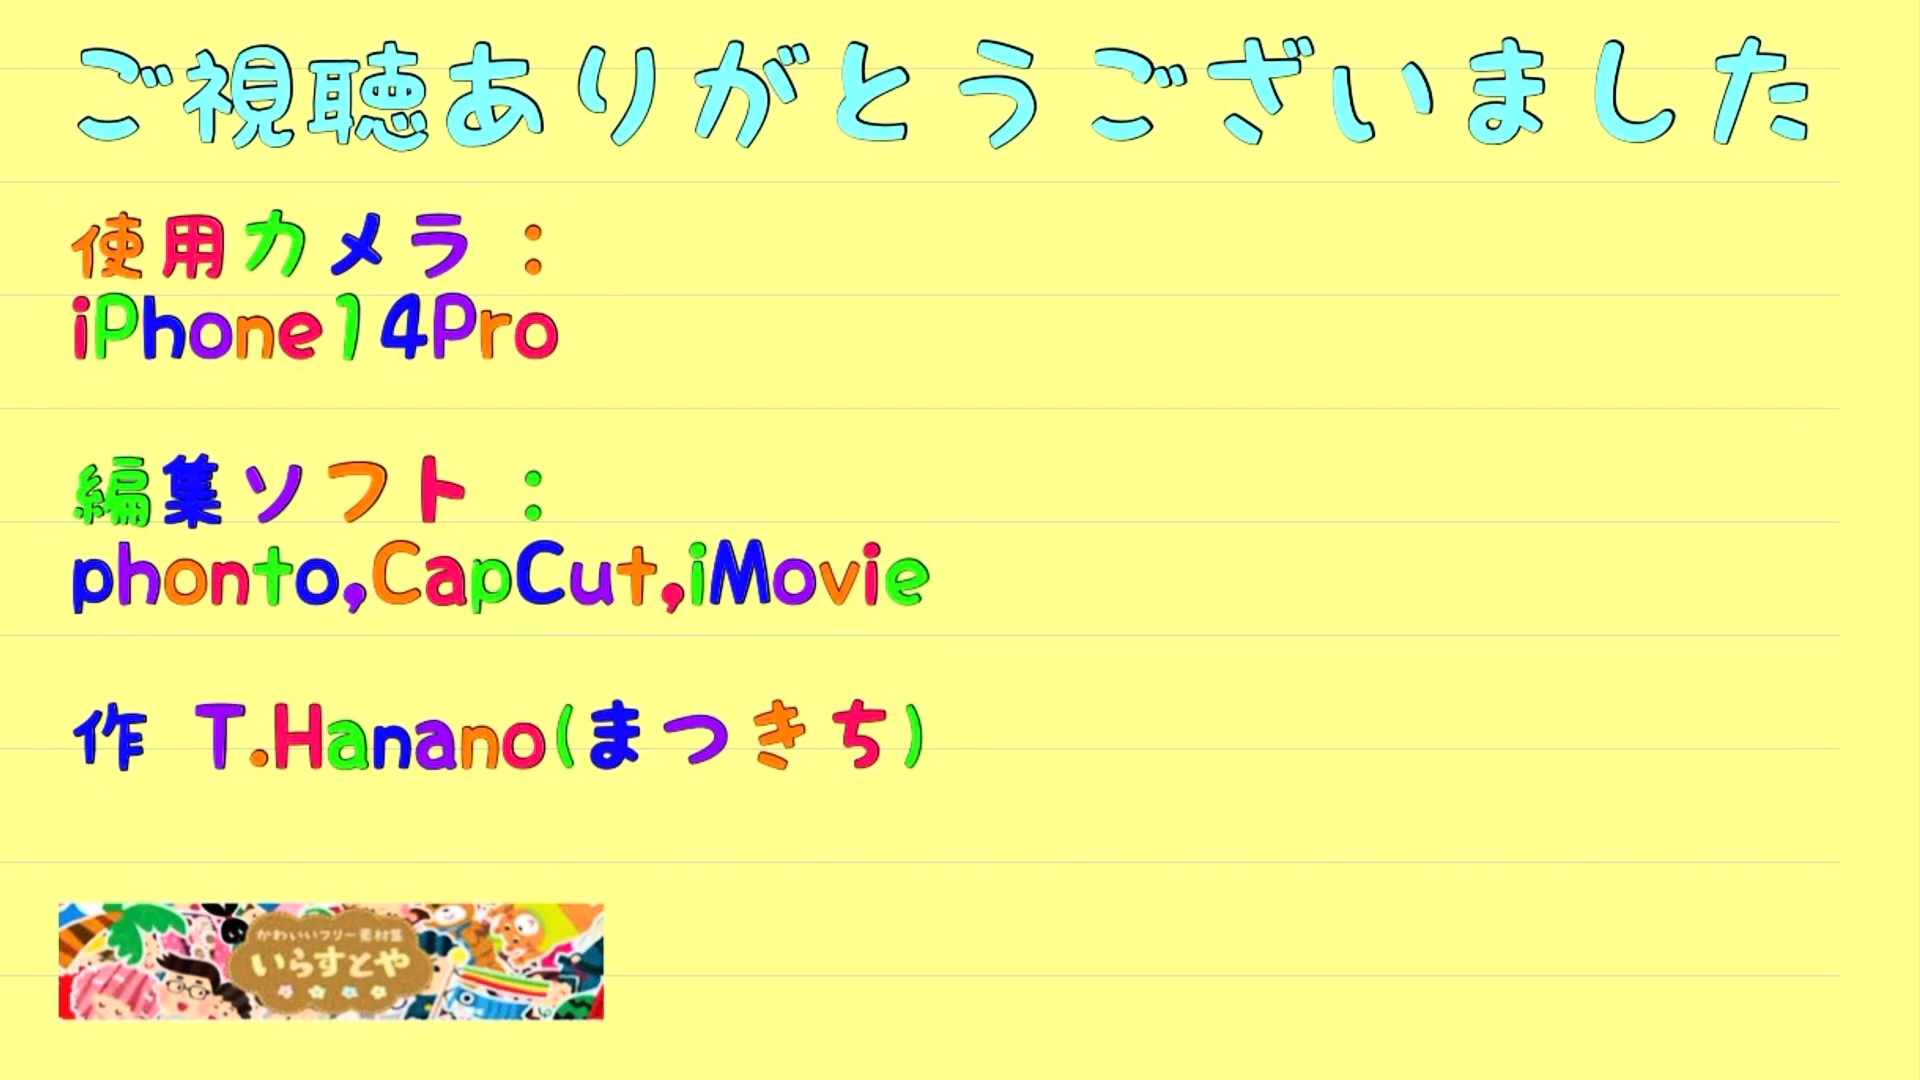 ご視聴ありがとうございました
使用カメラ：
iPhone14Pro
編集ソフト：
phonto,CapCut,iMovie
作 T.Hanano(まつきち)
かわいいフリー素材集
いらすとや